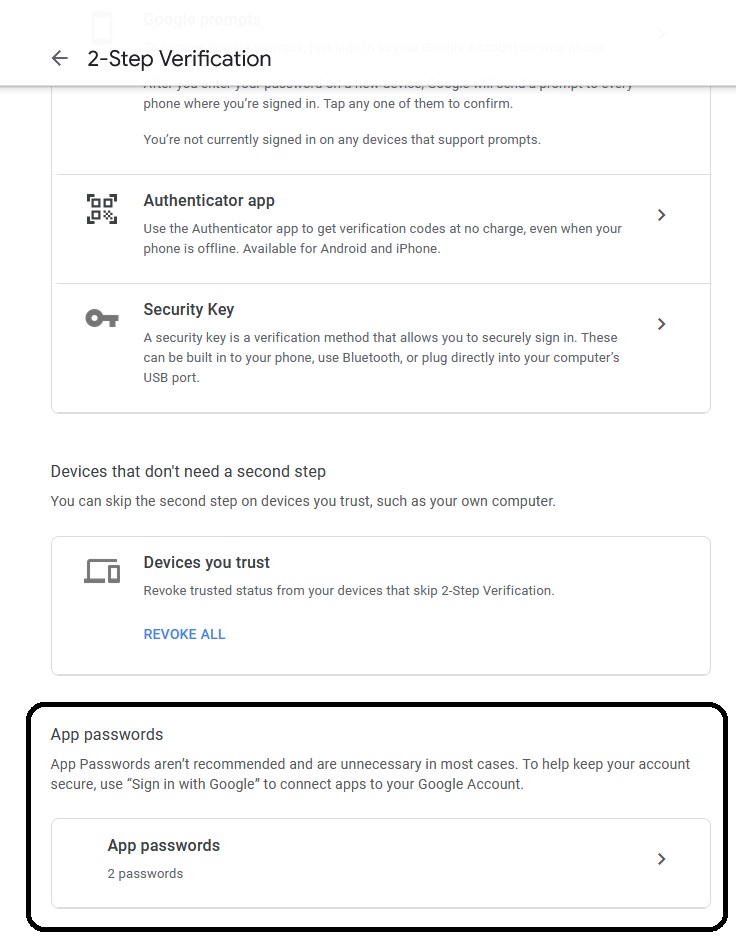 Google prompts
2-Step Verification
After you enter your password on a new device, Google will send a prompt to every
phone where you’re signed in. Tap any one of them to confirm.
You’re not currently signed in on any devices that support prompts.
Authenticator app
Use the Authenticator app to get verification codes at no charge, even when your
phone is offline. Available for Android and iPhone.
Security Key
A security key is a verification method that allows you to securely sign in. These
can be built in to your phone, use Bluetooth, or plug directly into your computer’s
USB port.
Devices that don't need a second step
You can skip the second step on devices you trust, such as your own computer.
Devices you trust
Revoke trusted status from your devices that skip 2-Step Verification.
REVOKE ALL
App passwords
App Passwords aren’t recommended and are unnecessary in most cases. To help keep your account
secure, use “Sign in with Google” to connect apps to your Google Account.
App passwords
2 passwords